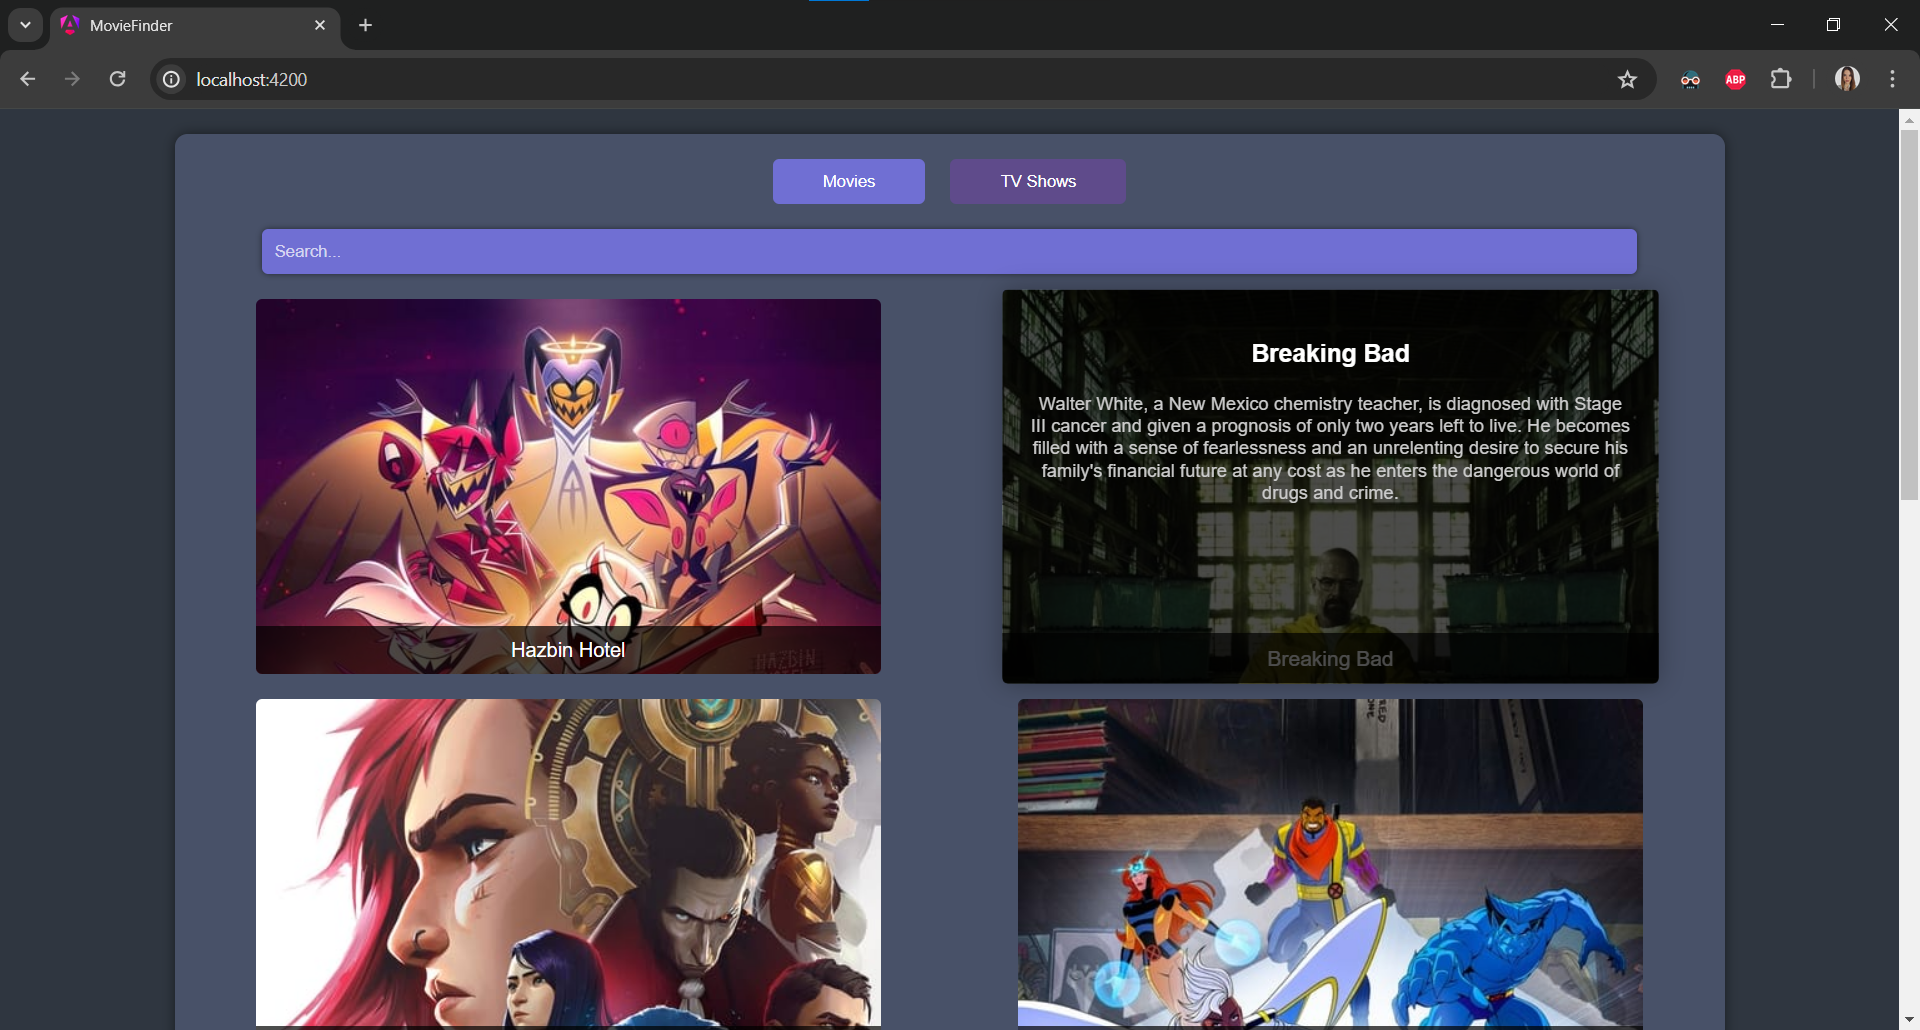 MovieFinder
localhost:4200
ABP
Movies
TV Shows
Search...
Hazbin Hotel
Breaking Bad
Walter White, a New Mexico chemistry teacher, is diagnosed with Stage
III cancer and given a prognosis of only two years left to live. He becomes
filled with a sense of fearlessness and an unrelenting desire to secure his
family's financial future at any cost as he enters the dangerous world of
drugs and crime.
Breaking Bad
HAZBIN